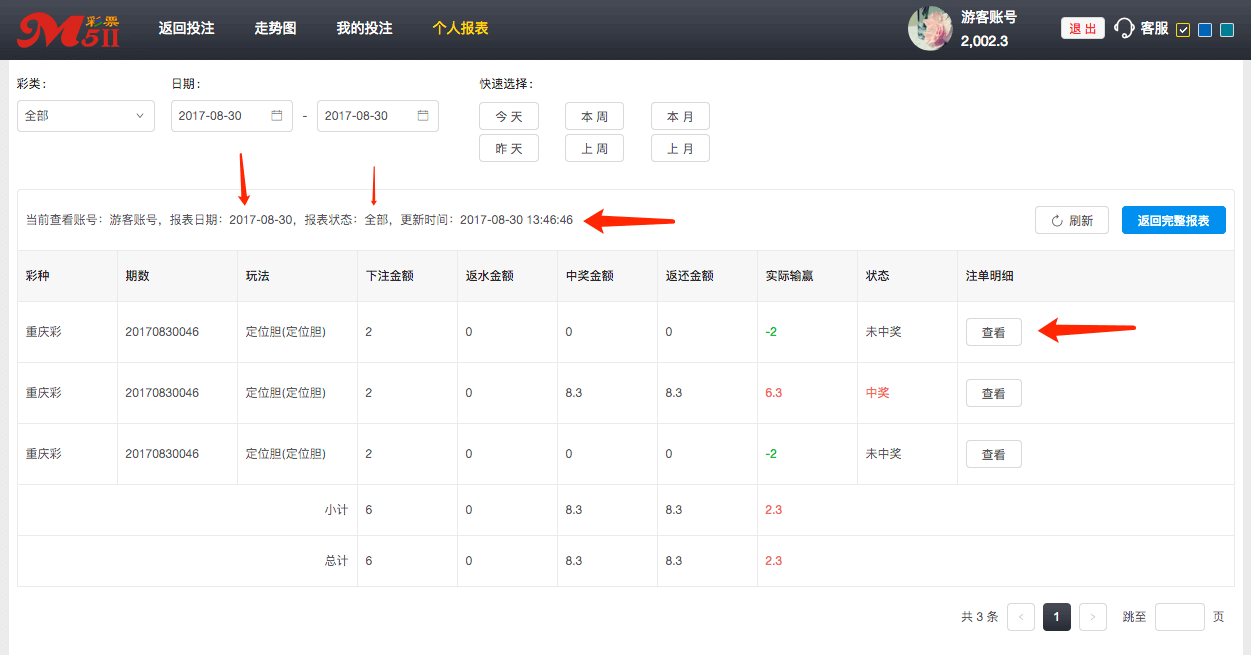 M 彩票 511
返回投注 走势图 我的投注 个人报表
游客账号
2,002.3
退 出 客服
彩类： 日期： 快速选择：
全部 2017-08-30 - 2017-08-30
今 天 本 周 本 月
昨 天 上 周 上 月
当前查看账号：游客账号，报表日期：2017-08-30，报表状态：全部，更新时间：2017-08-30 13:46:46 刷新 返回完整报表
彩种 期数 玩法 下注金额 返水金额 中奖金额 返还金额 实际输赢 状态 注单明细
重庆彩 20170830046 定位胆(定位胆) 2 0 0 0 -2 未中奖 查看
重庆彩 20170830046 定位胆(定位胆) 2 0 8.3 8.3 6.3 中奖 查看
重庆彩 20170830046 定位胆(定位胆) 2 0 0 0 -2 未中奖 查看
小计 6 0 8.3 8.3 2.3
总计 6 0 8.3 8.3 2.3
共 3 条 < 1 > 跳至 页